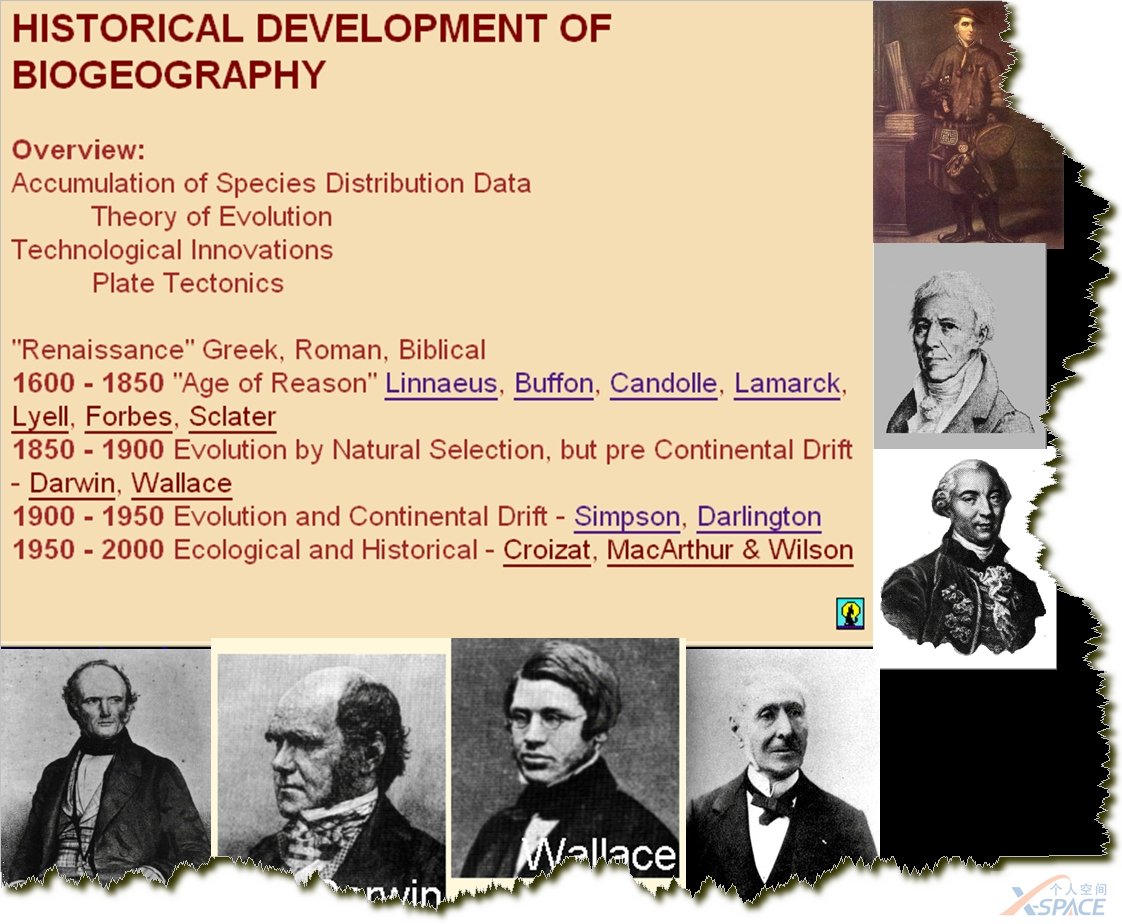 HISTORICAL DEVELOPMENT OF
BIOGEOGRAPHY
Overview:
Accumulation of Species Distribution Data
Theory of Evolution
Technological Innovations
Plate Tectonics
"Renaissance" Greek, Roman, Biblical
1600 - 1850 "Age of Reason" Linnaeus, Buffon, Candolle, Lamarck,
Lyell, Forbes, Sclater
1850 - 1900 Evolution by Natural Selection, but pre Continental Drift
- Darwin, Wallace
1900 - 1950 Evolution and Continental Drift - Simpson, Darlington
1950 - 2000 Ecological and Historical - Croizat, MacArthur & Wilson
Wallace
个人空间
XSPACE